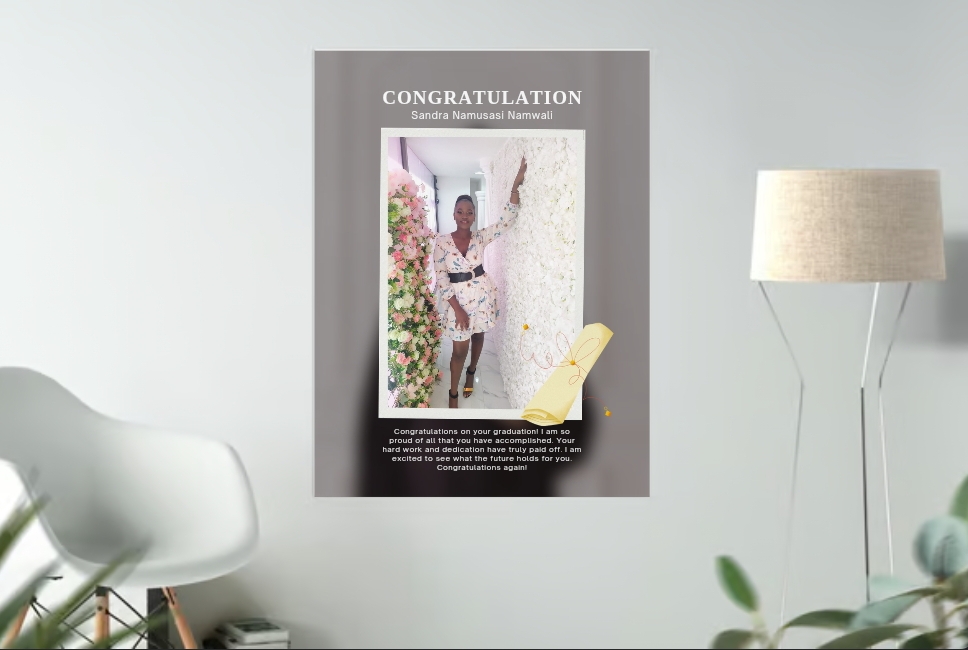 CONGRATULATION
Sandra Namusasi Namwali
Congratulations on your graduation! I am so
proud of all that you have accomplished. Your
hard work and dedication have truly paid off. I am
excited to see what the future holds for you.
Congratulations again!